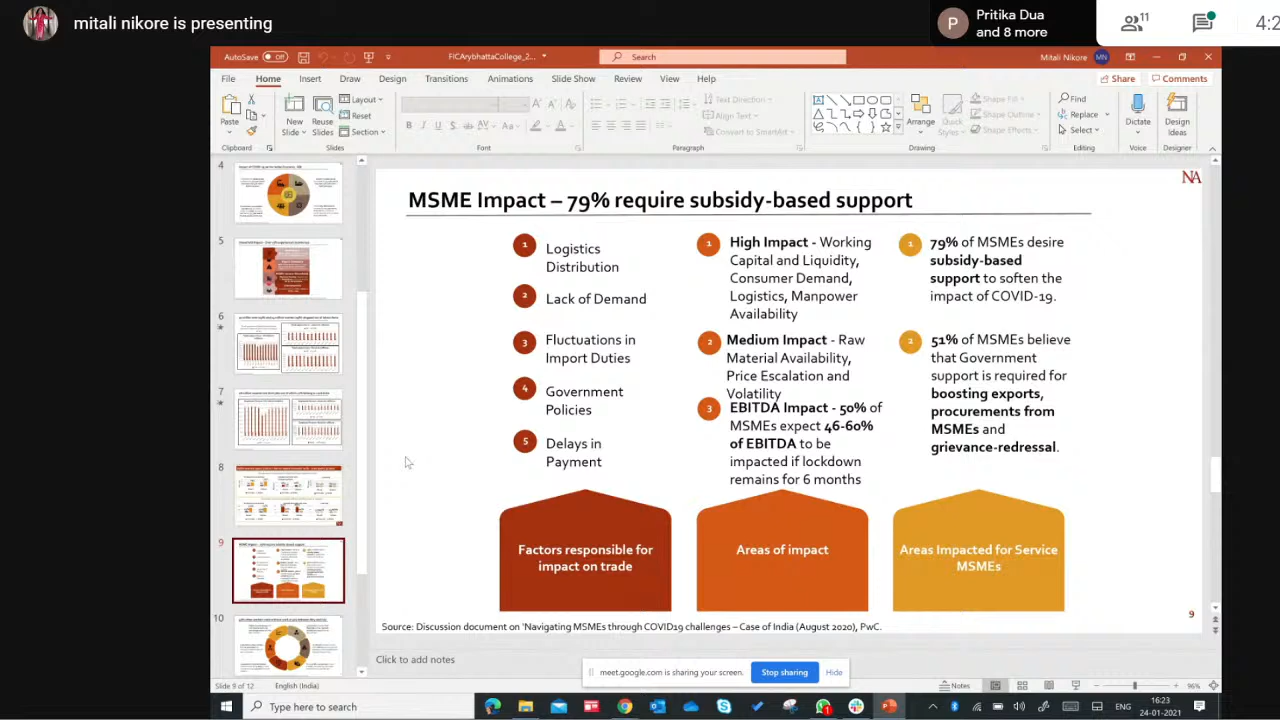 mitali nikore is presenting
P
Pritika Dua
and 8 more
11
4:2
AutoSave
Off
FICArybhattaCollege_2...
Search
Mitali Nikore
MN
File
Home
Insert
Draw
Design
Transitions
Animations
Slide Show
Review
View
Help
Share
Comments
Paste
New
Slide
Reuse
Slides
Layout
Reset
Section
Text Direction
Align Text
Convert to SmartArt
Arrange
Quick
Styles
Shape Fill
Shape Outline
Shape Effects
Find
Replace
Select
Dictate
Design
Ideas
Clipboard
Slides
Font
Paragraph
Drawing
Editing
Voice
Designer
4
5
6
7
8
9
10
NA
MSME Impact – 79% require subsidy-based support
1
Logistics
Distribution
2
Lack of Demand
3
Fluctuations in
Import Duties
4
Government
Policies
5
Delays in
Payment
1
High Impact - Working
Capital and Liquidity,
Consumer Demand,
Logistics, Manpower
Availability
2
Medium Impact - Raw
Material Availability,
Price Escalation and
Volatility
3
EBITDA Impact - 50% of
MSMEs expect 46-60%
of EBITDA to be
impacted if lockdown
remains for 6 months
1
79% of MSMEs desire
subsidy-based
support to soften the
impact of COVID-19.
2
51% of MSMEs believe
that Government
support is required for
boosting exports,
procurements from
MSMEs and
grievance-redressal.
Factors responsible for
impact on trade
Areas of impact
Areas Impacted for Service
MSMEs
9
Source: Discussion document on 'Navigating MSMEs through COVID19 and beyond' – Govt of India (August 2020), PwC.
Click to add notes
meet.google.com is sharing your screen.
Stop sharing
Hide
Slide 9 of 12
English (India)
Notes
96%
Type here to search
ENG
16:23
24-01-2021